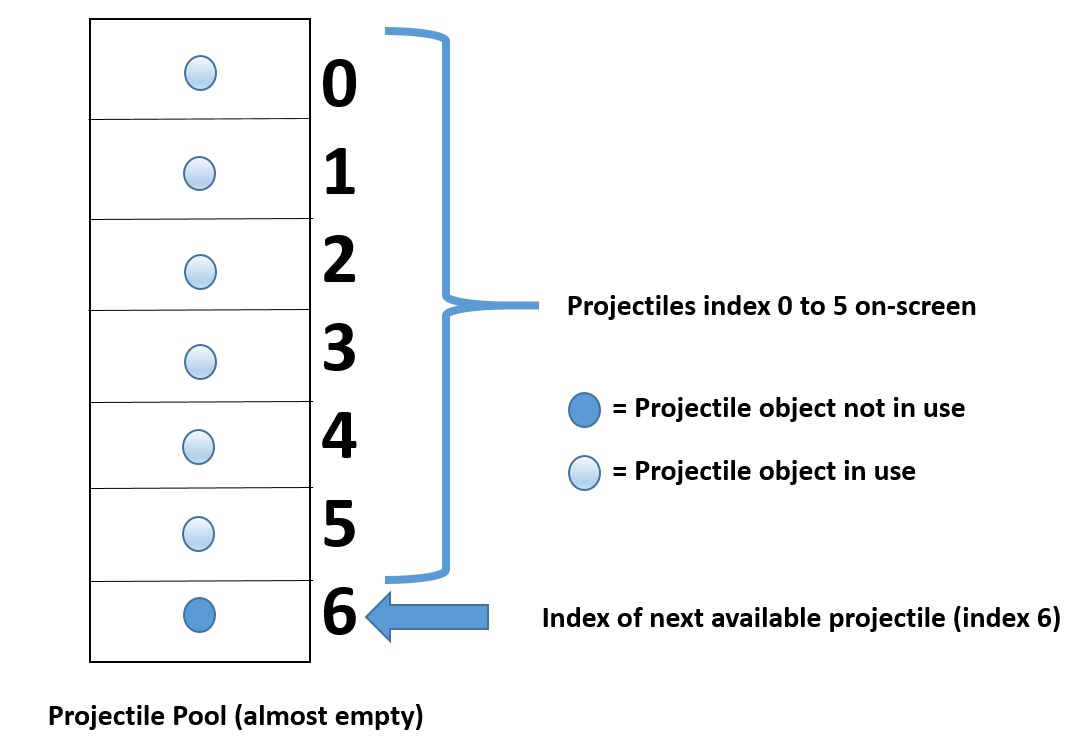 0
1
2
3
4
5
6
Projectiles index 0 to 5 on-screen
= Projectile object not in use
= Projectile object in use
Index of next available projectile (index 6)
Projectile Pool (almost empty)